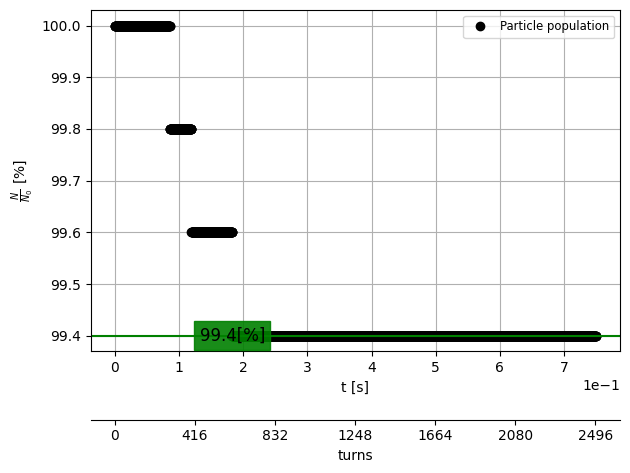 Particle population
100.0
99.9
99.8
99.7
99.6
99.5
99.4
N/N₀ [%]
99.4[%]
0 1 2 3 4 5 6 7
1e−1
t [s]
0 416 832 1248 1664 2080 2496
turns